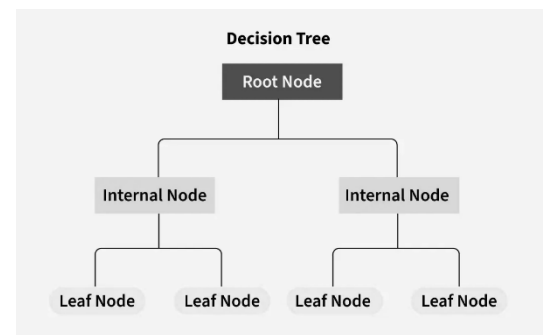 Decision Tree
Root Node
Internal Node Internal Node
Leaf Node Leaf Node Leaf Node Leaf Node